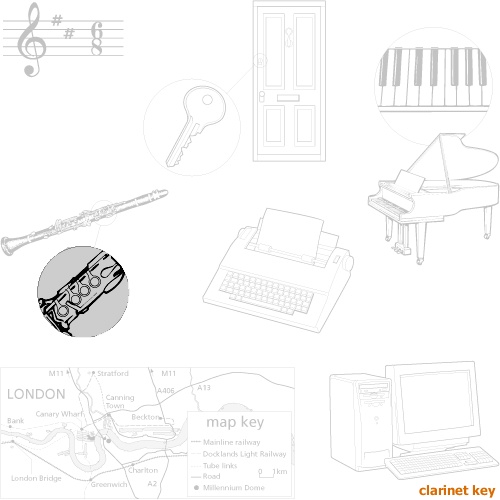 M11
Stratford
M11
A406
A13
LONDON
Canning
Town
Canary Wharf
Beckton
Bank
map key
Mainline railway
Docklands Light Railway
Tube links
Road
0 1km
Millennium Dome
London Bridge
Charlton
Greenwich
A2
clarinet key